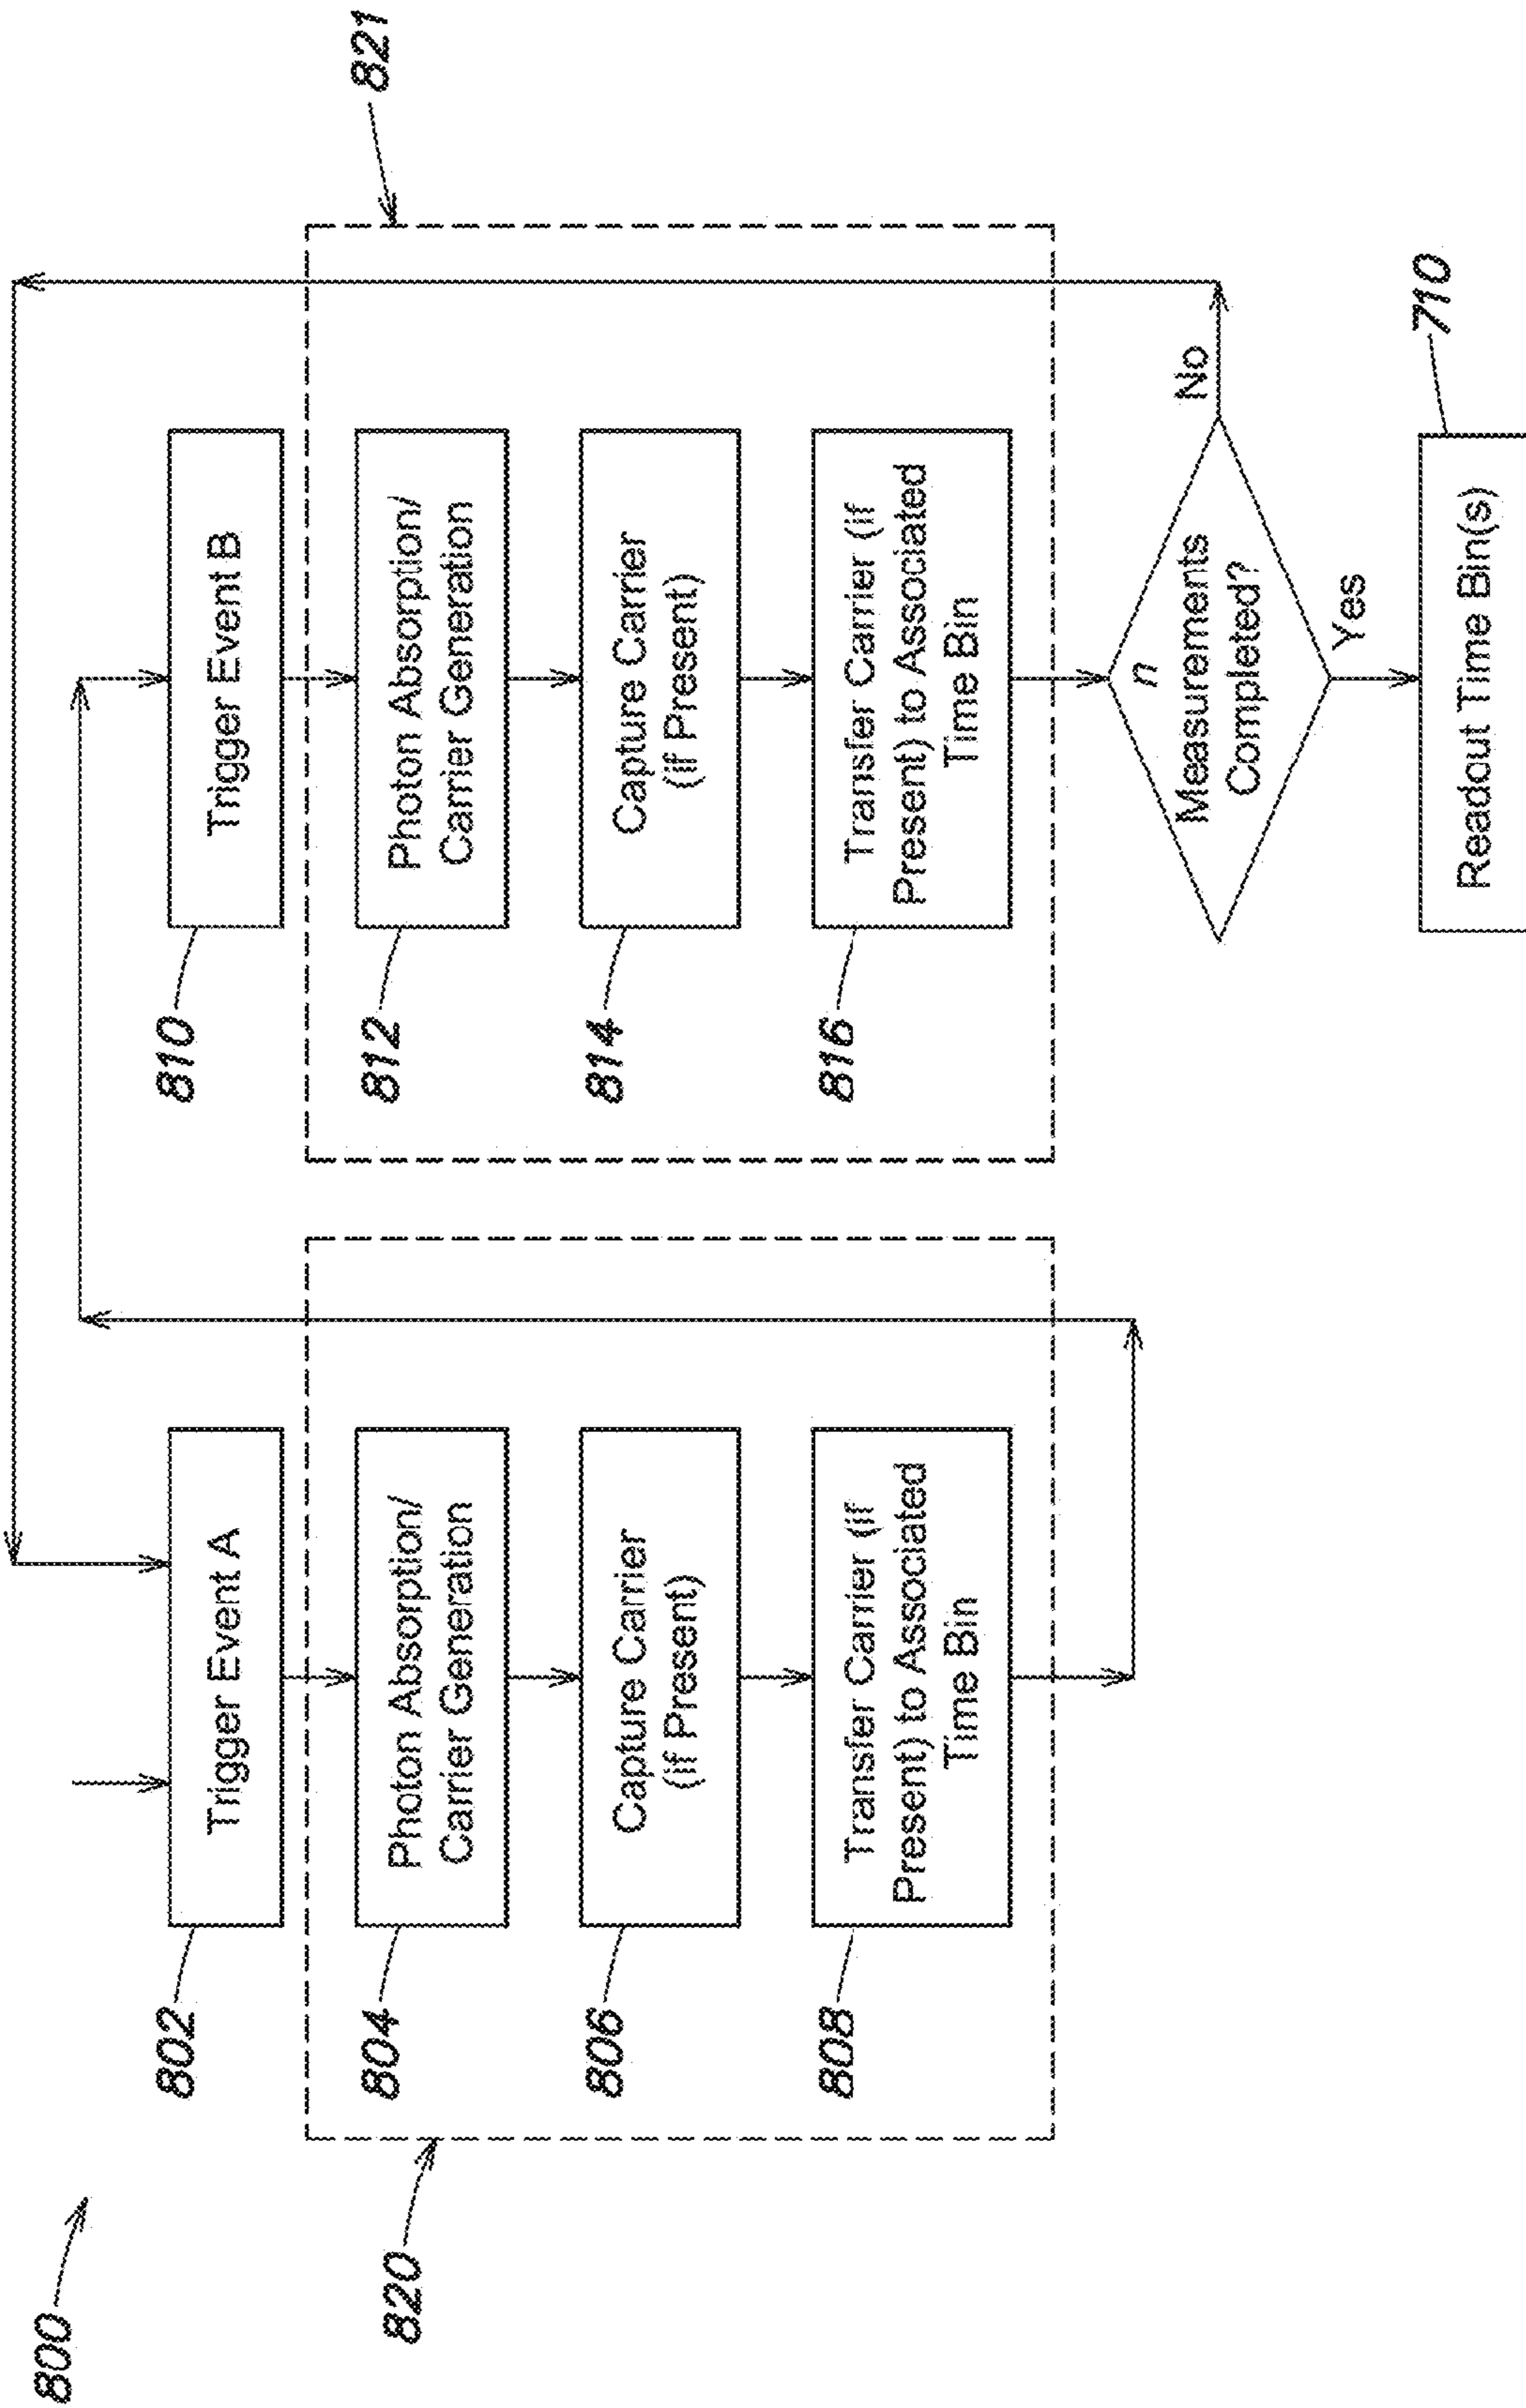 800
802
Trigger Event A
820
804
Photon Absorption/
Carrier Generation
806
Capture Carrier
(if Present)
808
Transfer Carrier (if
Present) to Associated
Time Bin
810
Trigger Event B
821
812
Photon Absorption/
Carrier Generation
814
Capture Carrier
(if Present)
816
Transfer Carrier (if
Present) to Associated
Time Bin
n
Measurements
Completed?
No
Yes
710
Readout Time Bin(s)